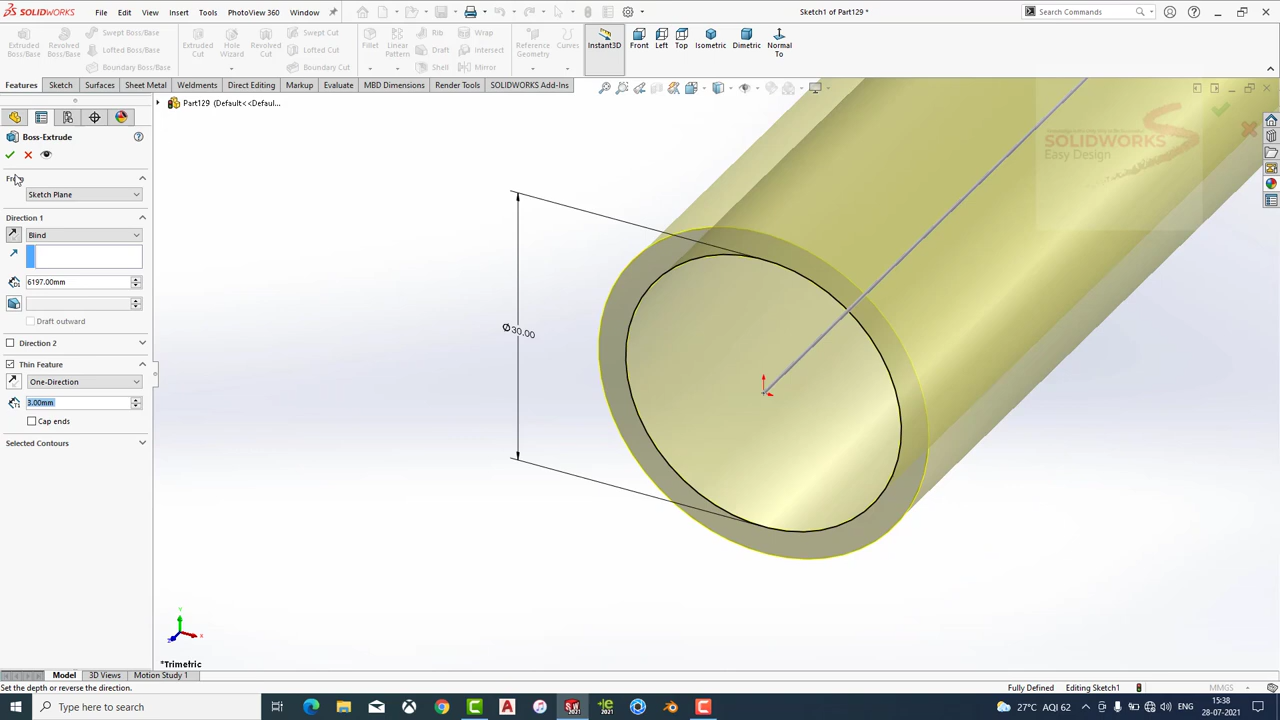 SOLIDWORKS
File
Edit
View
Insert
Tools
PhotoView 360
Window
Sketch1 of Part129 *
Search Commands
Extruded Boss/Base
Revolved Boss/Base
Swept Boss/Base
Lofted Boss/Base
Boundary Boss/Base
Extruded Cut
Hole Wizard
Revolved Cut
Swept Cut
Lofted Cut
Boundary Cut
Fillet
Linear Pattern
Rib
Draft
Shell
Wrap
Intersect
Mirror
Reference Geometry
Curves
Instant3D
Front
Left
Top
Isometric
Dimetric
Normal To
Features
Sketch
Surfaces
Sheet Metal
Weldments
Direct Editing
Markup
Evaluate
MBD Dimensions
Render Tools
SOLIDWORKS Add-Ins
Part129 (Default<<Defaul...
SOLIDWORKS
Easy Design
Boss-Extrude
From
Sketch Plane
Direction 1
Blind
6197.00mm
Draft outward
Direction 2
Thin Feature
One-Direction
3.00mm
Cap ends
Selected Contours
Ø30.00
Y
X
Z
*Trimetric
Model
3D Views
Motion Study 1
Set the depth or reverse the direction.
Fully Defined
Editing Sketch1
MMGS
Type here to search
27°C AQI 62
ENG
15:38
28-07-2021